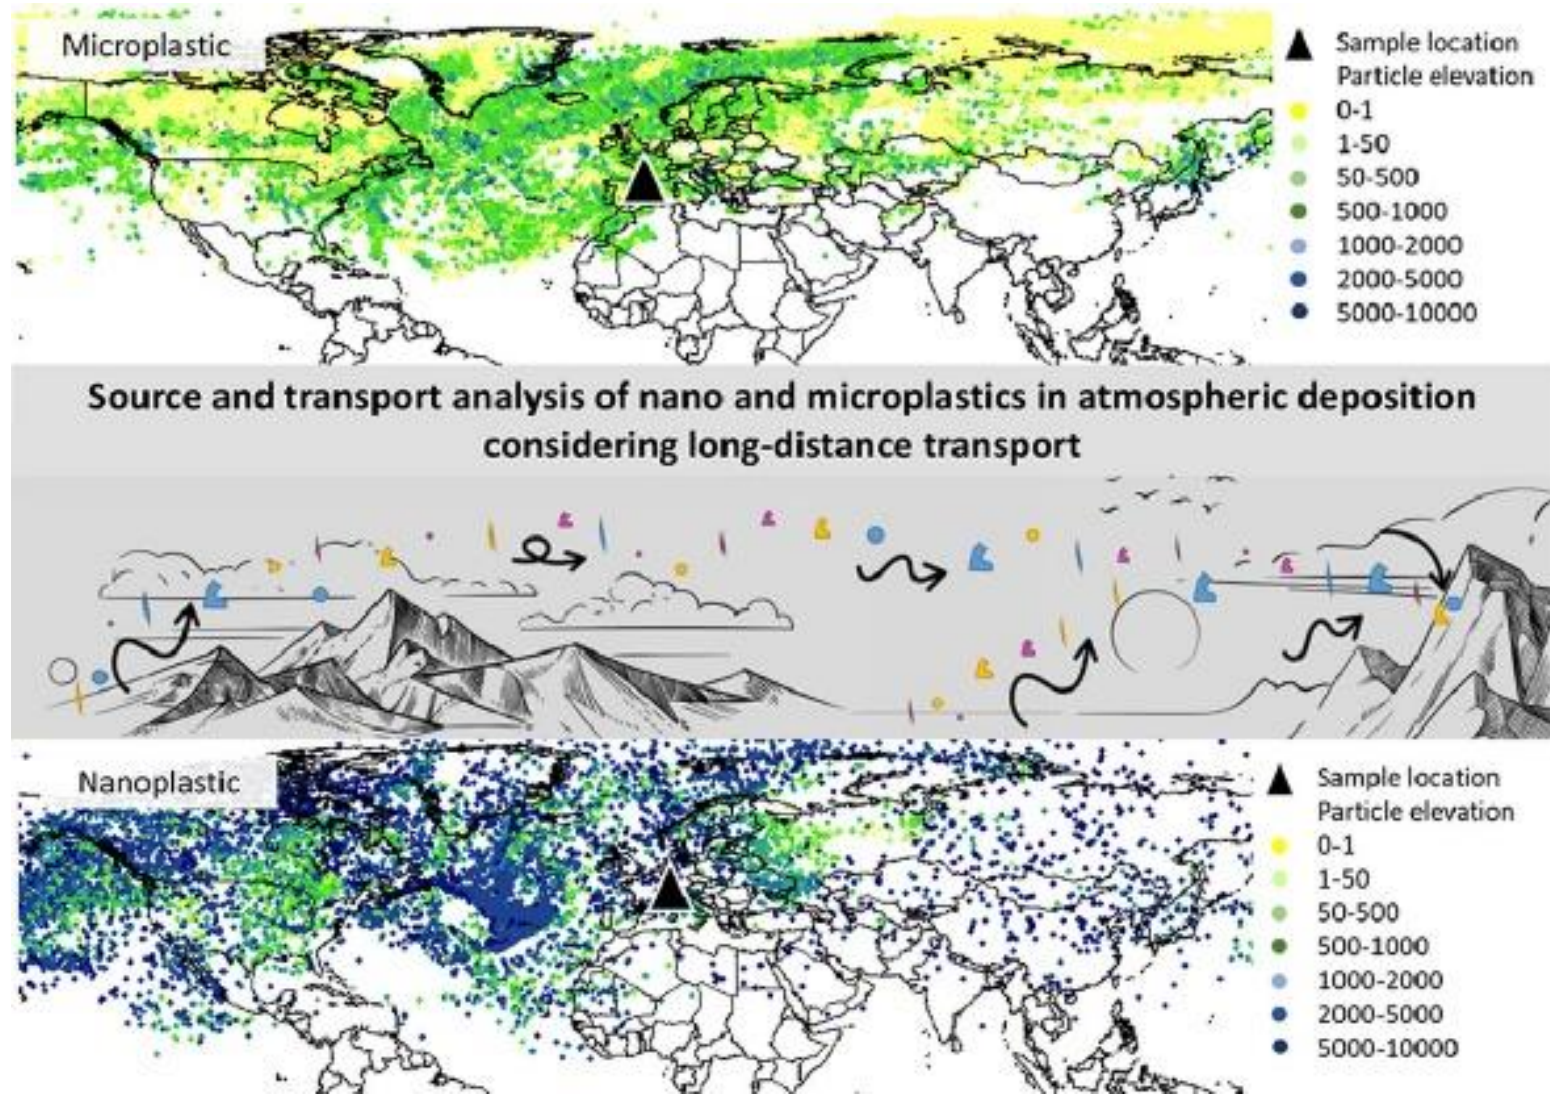 Microplastic
Sample location
Particle elevation
0-1
1-50
50-500
500-1000
1000-2000
2000-5000
5000-10000
Source and transport analysis of nano and microplastics in atmospheric deposition
considering long-distance transport
Nanoplastic
Sample location
Particle elevation
0-1
1-50
50-500
500-1000
1000-2000
2000-5000
5000-10000